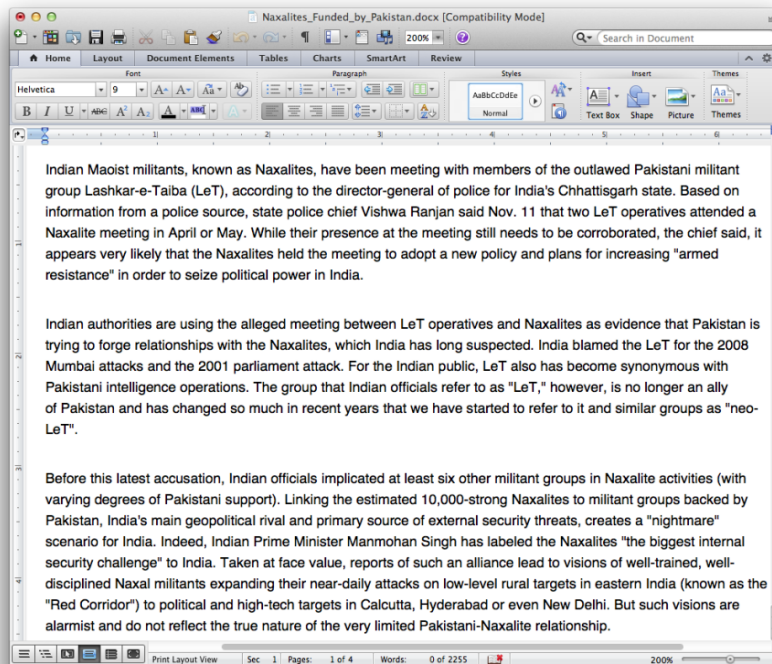 Naxalites_Funded_by_Pakistan.docx [Compatibility Mode]
200%
Search in Document
Home Layout Document Elements Tables Charts SmartArt Review
Font Paragraph Styles Insert Themes
Helvetica 9 A A Aa
AaBbCcDdEe
Normal
B I U ABC A² A₂ A ABC A
Text Box Shape Picture Themes
Indian Maoist militants, known as Naxalites, have been meeting with members of the outlawed Pakistani militant
group Lashkar-e-Taiba (LeT), according to the director-general of police for India's Chhattisgarh state. Based on
information from a police source, state police chief Vishwa Ranjan said Nov. 11 that two LeT operatives attended a
Naxalite meeting in April or May. While their presence at the meeting still needs to be corroborated, the chief said, it
appears very likely that the Naxalites held the meeting to adopt a new policy and plans for increasing "armed
resistance" in order to seize political power in India.
Indian authorities are using the alleged meeting between LeT operatives and Naxalites as evidence that Pakistan is
trying to forge relationships with the Naxalites, which India has long suspected. India blamed the LeT for the 2008
Mumbai attacks and the 2001 parliament attack. For the Indian public, LeT also has become synonymous with
Pakistani intelligence operations. The group that Indian officials refer to as "LeT," however, is no longer an ally
of Pakistan and has changed so much in recent years that we have started to refer to it and similar groups as "neo-
LeT".
Before this latest accusation, Indian officials implicated at least six other militant groups in Naxalite activities (with
varying degrees of Pakistani support). Linking the estimated 10,000-strong Naxalites to militant groups backed by
Pakistan, India's main geopolitical rival and primary source of external security threats, creates a "nightmare"
scenario for India. Indeed, Indian Prime Minister Manmohan Singh has labeled the Naxalites "the biggest internal
security challenge" to India. Taken at face value, reports of such an alliance lead to visions of well-trained, well-
disciplined Naxal militants expanding their near-daily attacks on low-level rural targets in eastern India (known as the
"Red Corridor") to political and high-tech targets in Calcutta, Hyderabad or even New Delhi. But such visions are
alarmist and do not reflect the true nature of the very limited Pakistani-Naxalite relationship.
Print Layout View Sec 1 Pages: 1 of 4 Words: 0 of 2255 200%